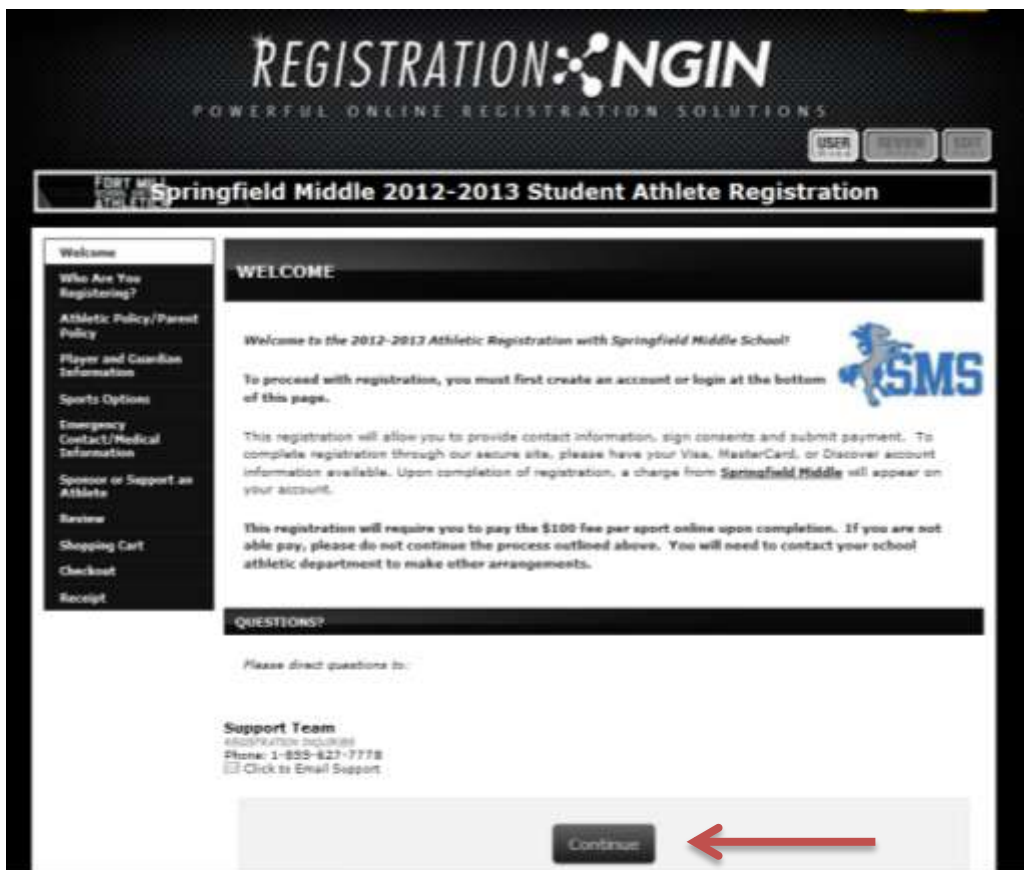 REGISTRATION NGIN
POWERFUL ONLINE REGISTRATION SOLUTIONS
USER REVIEW EDIT
FORT MILL
ATHLETICS
Springfield Middle 2012-2013 Student Athlete Registration
Welcome
Who Are You
Registering?
Athletic Policy/Parent
Policy
Player and Guardian
Information
Sports Options
Emergency
Contact/Medical
Information
Sponsor or Support an
Athlete
Review
Shopping Cart
Checkout
Receipt
WELCOME
Welcome to the 2012-2013 Athletic Registration with Springfield Middle School!
SMS
To proceed with registration, you must first create an account or login at the bottom
of this page.
This registration will allow you to provide contact information, sign consents and submit payment. To
complete registration through our secure site, please have your Visa, MasterCard, or Discover account
information available. Upon completion of registration, a charge from Springfield Middle will appear on
your account.
This registration will require you to pay the $100 fee per sport online upon completion. If you are not
able pay, please do not continue the process outlined above. You will need to contact your school
athletic department to make other arrangements.
QUESTIONS?
Please direct questions to:
Support Team
REGISTRATION INQUIRIES
Phone: 1-855-627-7778
Click to Email Support
Continue